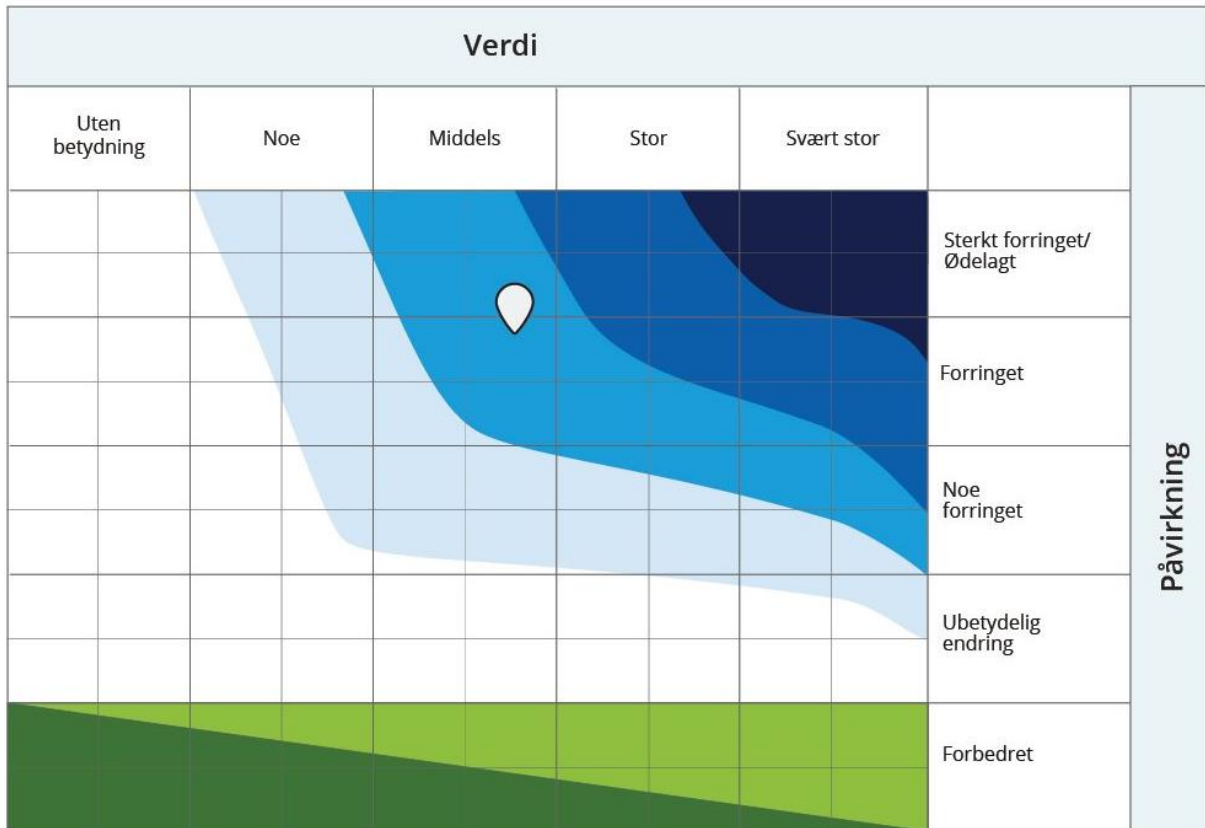 Verdi
Uten
betydning
Noe
Middels
Stor
Svært stor
Sterkt forringet/
Ødelagt
Forringet
Noe
forringet
Ubetydelig
endring
Forbedret
Påvirkning